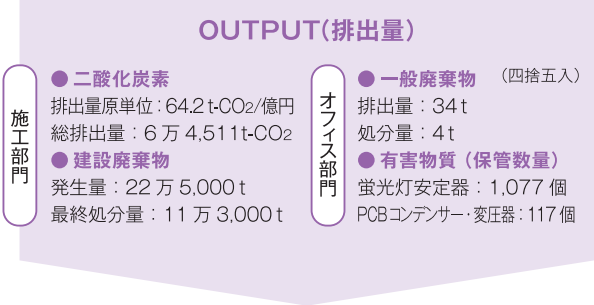 OUTPUT(排出量)
施工部門
● 二酸化炭素
排出量原単位:64.2t-CO2/億円
総排出量:6万4,511t-CO2
● 建設廃棄物
発生量:22万5,000t
最終処分量:11万3,000t
オフィス部門
● 一般廃棄物 (四捨五入)
排出量:34t
処分量:4t
● 有害物質(保管数量)
蛍光灯安定器:1,077個
PCBコンデンサー・変圧器:117個